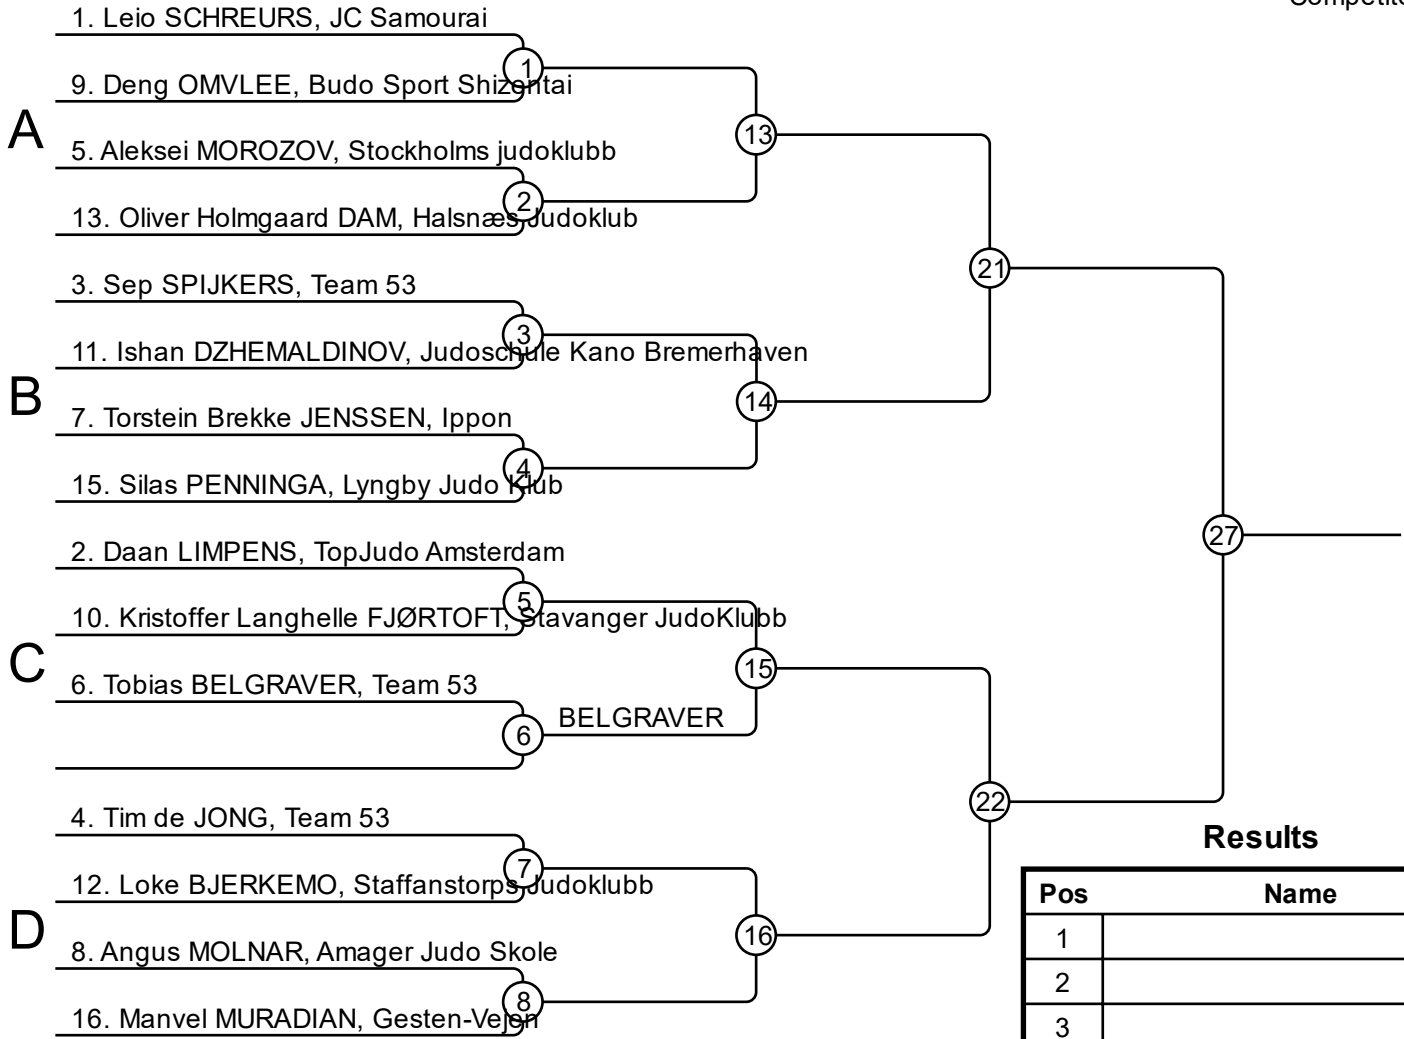 Competit
1. Leio SCHREURS, JC Samourai
1
9. Deng OMVLEE, Budo Sport Shizentai
A
13
5. Aleksei MOROZOV, Stockholms judoklubb
2
13. Oliver Holmgaard DAM, Halsnæs Judoklub
21
3. Sep SPIJKERS, Team 53
3
11. Ishan DZHEMALDINOV, Judoschule Kano Bremerhaven
B
14
7. Torstein Brekke JENSSEN, Ippon
4
15. Silas PENNINGA, Lyngby Judo Klub
27
2. Daan LIMPENS, TopJudo Amsterdam
5
10. Kristoffer Langhelle FJØRTOFT, Stavanger JudoKlubb
C
15
6. Tobias BELGRAVER, Team 53
BELGRAVER
6
22
4. Tim de JONG, Team 53
7
12. Loke BJERKEMO, Staffanstorps Judoklubb
D
16
8. Angus MOLNAR, Amager Judo Skole
8
16. Manvel MURADIAN, Gesten-Vejen
Results
Pos Name
1
2
3